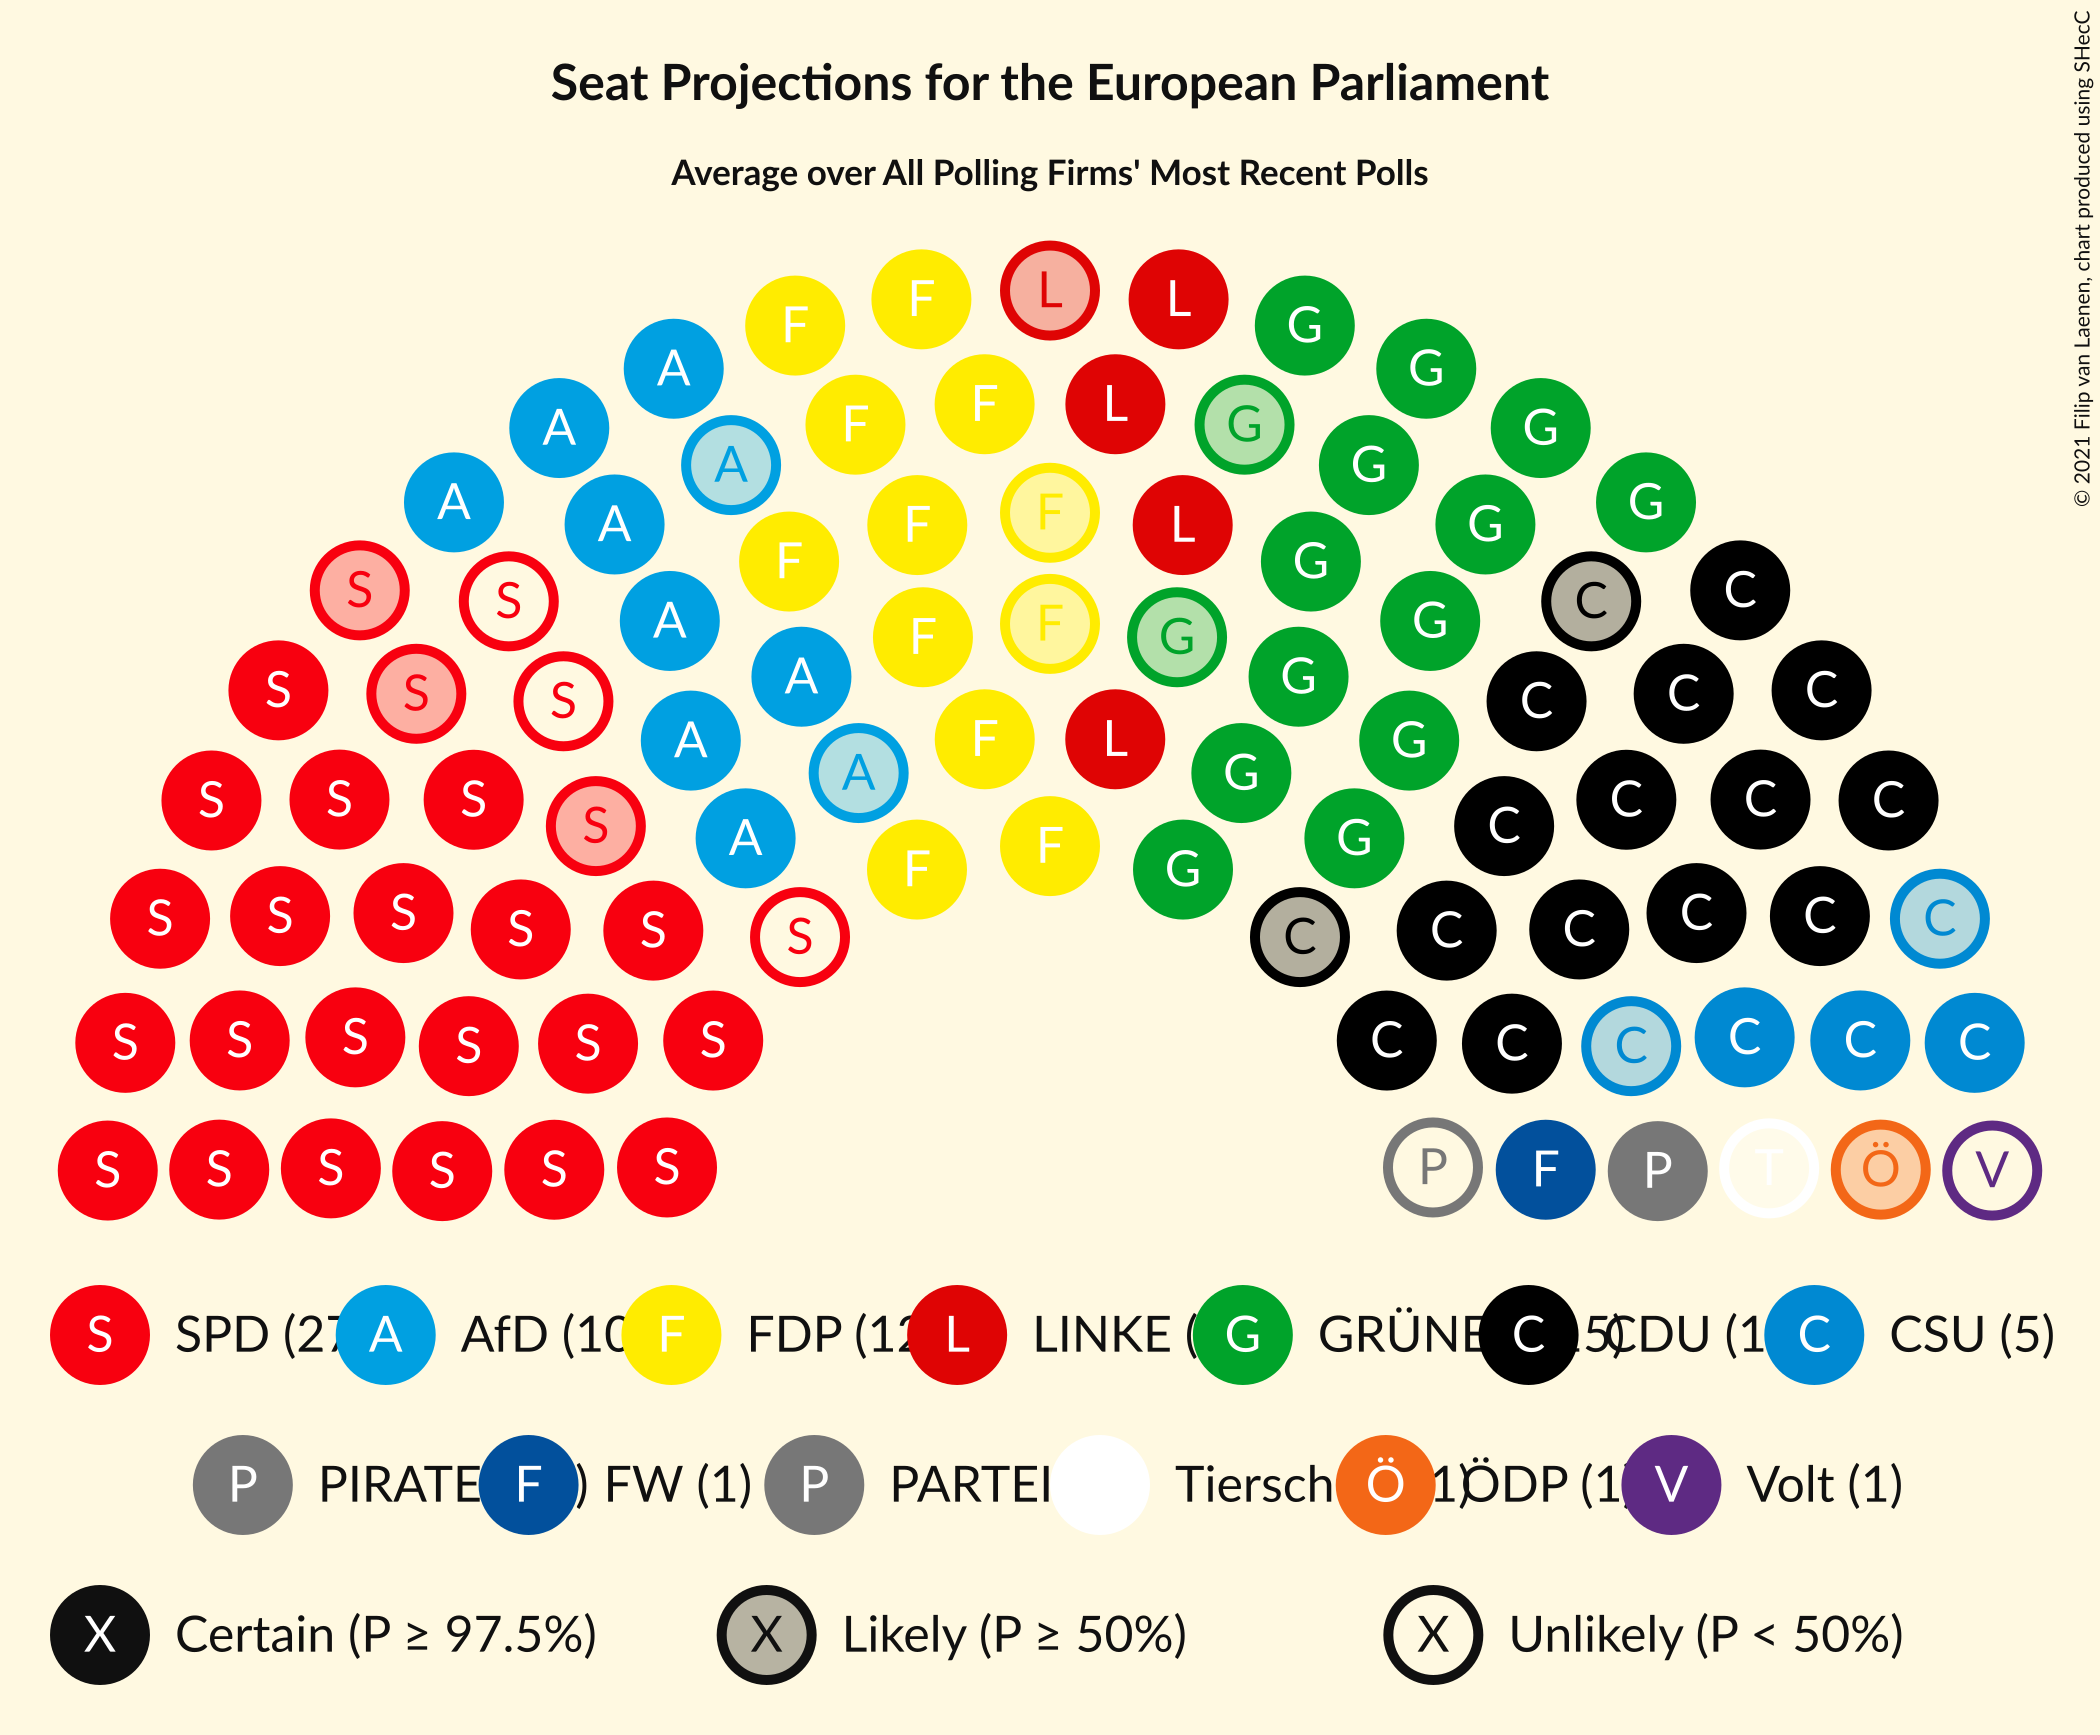 Seat Projections for the European Parliament
Average over All Polling Firms' Most Recent Polls
© 2021 Filip van Laenen, chart produced using SHecC
F L L
F G
A G
F L
A F G G
A G
A F G
A F L G
F G
S S C C
A F G
F G
S S S A G C C C
A F L G
A G
S S S S C C C C
A G
F F G
S S S S S S C C C C C C
S S S S S S C C C C C C
S S S S S S P F P T Ö V
S SPD (27 A AfD (10 F FDP (12 L LINKE ( G GRÜNE C 5) CDU (1 C CSU (5)
P PIRATE F ) FW (1) P PARTEI Tiersch Ö 1) ÖDP (1) V Volt (1)
X Certain (P ≥ 97.5%) X Likely (P ≥ 50%) X Unlikely (P < 50%)